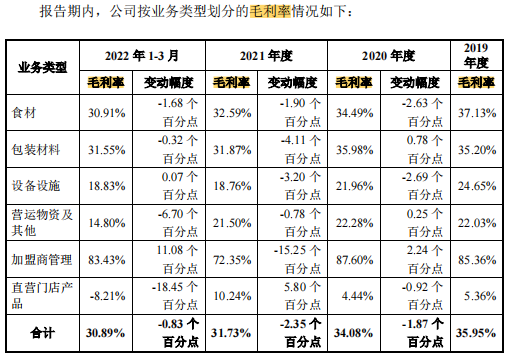 报告期内，公司按业务类型划分的毛利率情况如下：
业务类型 2022 年 1-3 月 2021 年度 2020 年度 2019 年度
毛利率 变动幅度 毛利率 变动幅度 毛利率 变动幅度 毛利率
食材 30.91% -1.68 个百分点 32.59% -1.90 个百分点 34.49% -2.63 个百分点 37.13%
包装材料 31.55% -0.32 个百分点 31.87% -4.11 个百分点 35.98% 0.78 个百分点 35.20%
设备设施 18.83% 0.07 个百分点 18.76% -3.20 个百分点 21.96% -2.69 个百分点 24.65%
营运物资及其他 14.80% -6.70 个百分点 21.50% -0.78 个百分点 22.28% 0.25 个百分点 22.03%
加盟商管理 83.43% 11.08 个百分点 72.35% -15.25 个百分点 87.60% 2.24 个百分点 85.36%
直营门店产品 -8.21% -18.45 个百分点 10.24% 5.80 个百分点 4.44% -0.92 个百分点 5.36%
合计 30.89% -0.83 个百分点 31.73% -2.35 个百分点 34.08% -1.87 个百分点 35.95%